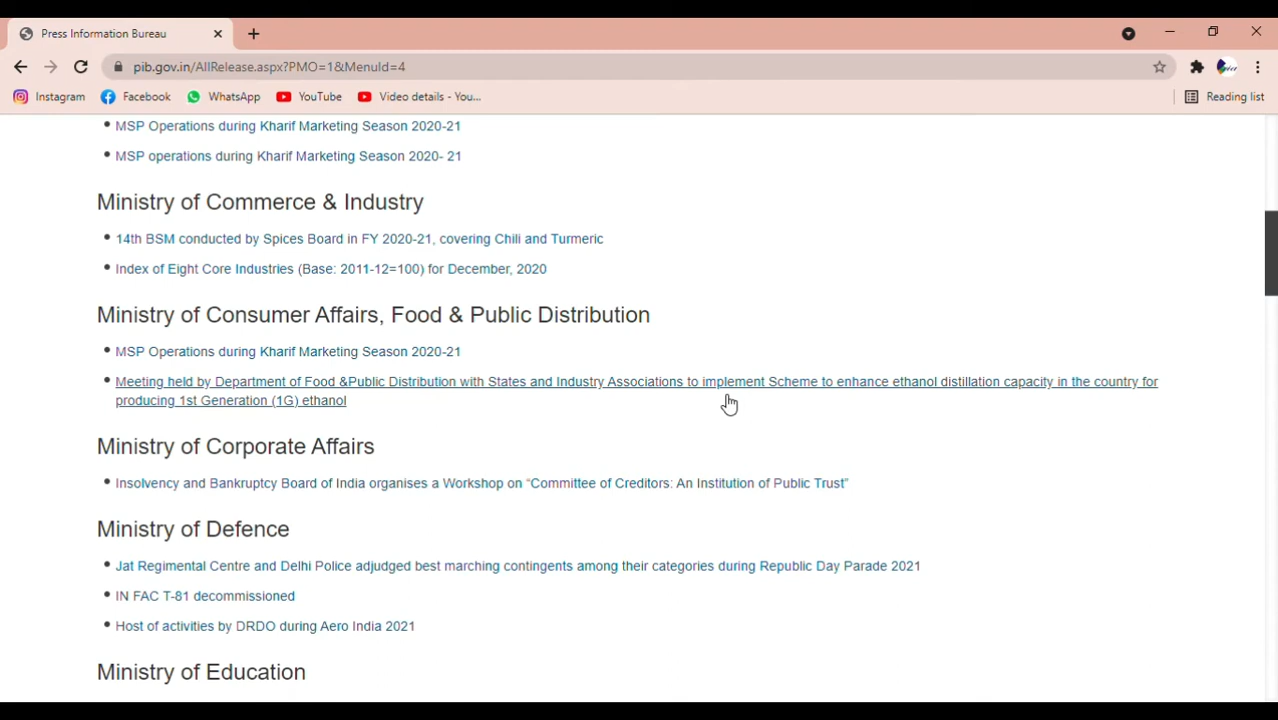 Press Information Bureau
pib.gov.in/AllRelease.aspx?PMO=1&MenuId=4
Instagram Facebook WhatsApp YouTube Video details - You... Reading list
• MSP Operations during Kharif Marketing Season 2020-21
• MSP operations during Kharif Marketing Season 2020- 21
Ministry of Commerce & Industry
• 14th BSM conducted by Spices Board in FY 2020-21, covering Chili and Turmeric
• Index of Eight Core Industries (Base: 2011-12=100) for December, 2020
Ministry of Consumer Affairs, Food & Public Distribution
• MSP Operations during Kharif Marketing Season 2020-21
• Meeting held by Department of Food &Public Distribution with States and Industry Associations to implement Scheme to enhance ethanol distillation capacity in the country for
producing 1st Generation (1G) ethanol
Ministry of Corporate Affairs
• Insolvency and Bankruptcy Board of India organises a Workshop on “Committee of Creditors: An Institution of Public Trust”
Ministry of Defence
• Jat Regimental Centre and Delhi Police adjudged best marching contingents among their categories during Republic Day Parade 2021
• IN FAC T-81 decommissioned
• Host of activities by DRDO during Aero India 2021
Ministry of Education